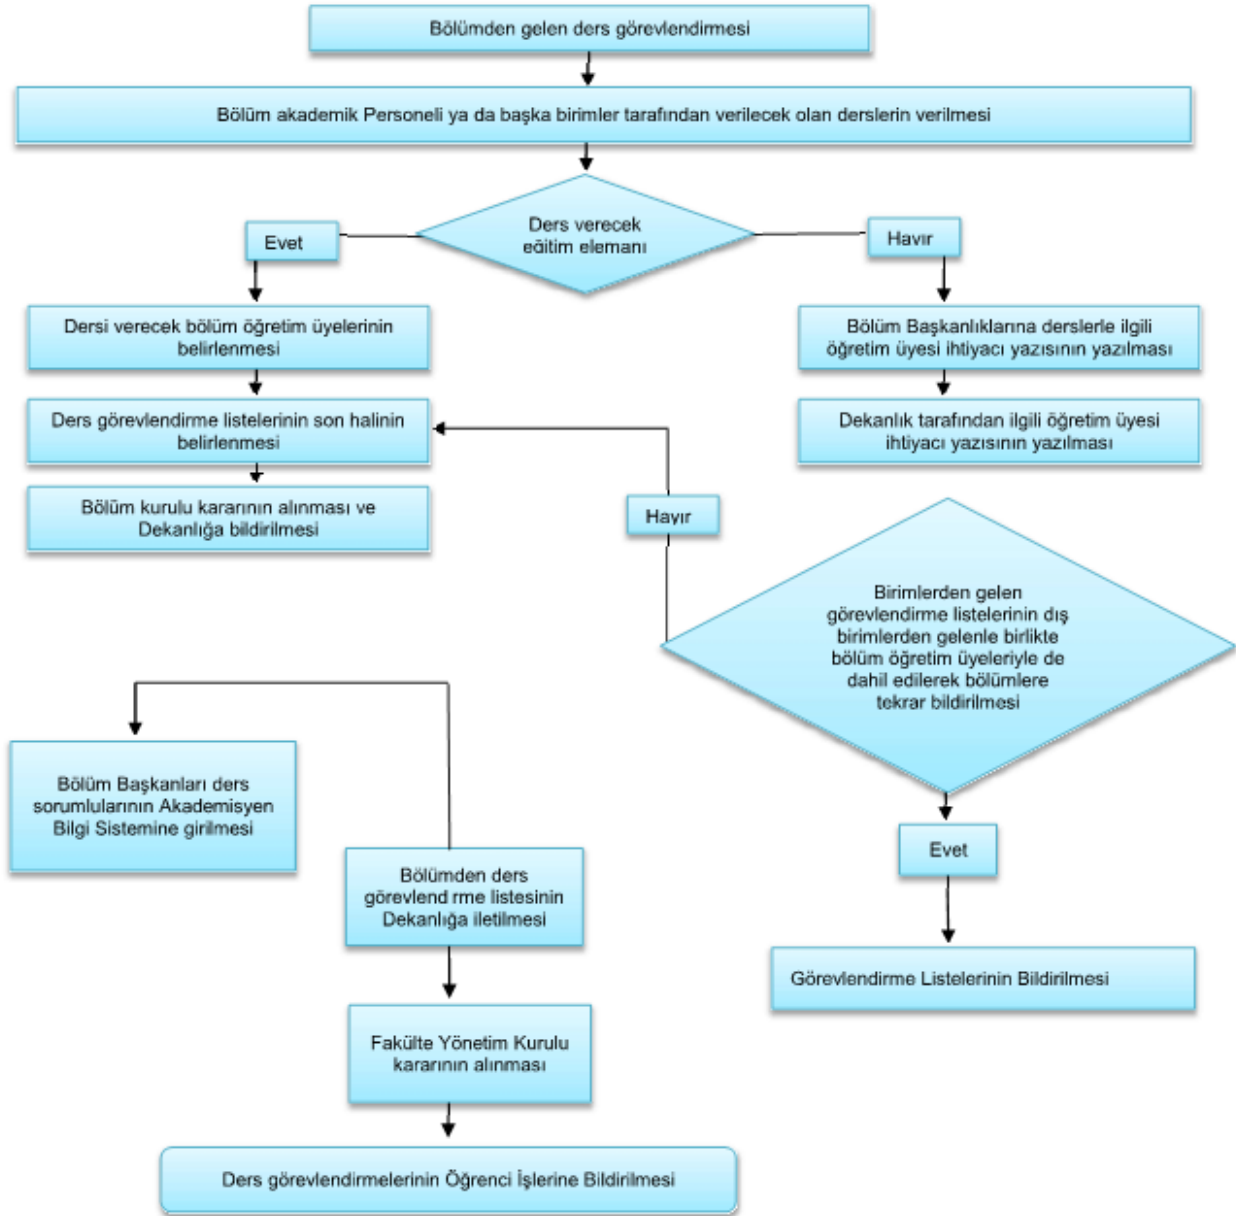 Bölümden gelen ders görevlendirmesi
Bölüm akademik Personeli ya da başka birimler tarafından verilecek olan derslerin verilmesi
Ders verecek
eğitim elemanı
Evet
Havır
Dersi verecek bölüm öğretim üyelerinin
belirlenmesi
Bölüm Başkanlıklarına derslerle ilgili
öğretim üyesi ihtiyacı yazısının yazılması
Ders görevlendirme listelerinin son halinin
belirlenmesi
Dekanlık tarafından ilgili öğretim üyesi
ihtiyacı yazısının yazılması
Bölüm kurulu kararının alınması ve
Dekanlığa bildirilmesi
Hayır
Birimlerden gelen
görevlendirme listelerinin dış
birimlerden gelenle birlikte
bölüm öğretim üyeleriyle de
dahil edilerek bölümlere
tekrar bildirilmesi
Bölüm Başkanları ders
sorumlularının Akademisyen
Bilgi Sistemine girilmesi
Evet
Bölümden ders
görevlend rme listesinin
Dekanlığa iletilmesi
Görevlendirme Listelerinin Bildirilmesi
Fakülte Yönetim Kurulu
kararının alınması
Ders görevlendirmelerinin Öğrenci İşlerine Bildirilmesi